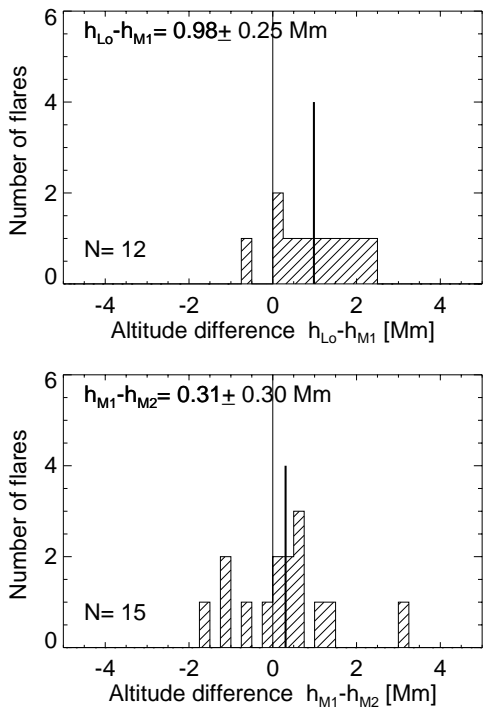 h_Lo-h_M1= 0.98± 0.25 Mm
6
4
2
0
Number of flares
N= 12
-4 -2 0 2 4
Altitude difference h_Lo-h_M1 [Mm]
h_M1-h_M2= 0.31± 0.30 Mm
6
4
2
0
Number of flares
N= 15
-4 -2 0 2 4
Altitude difference h_M1-h_M2 [Mm]